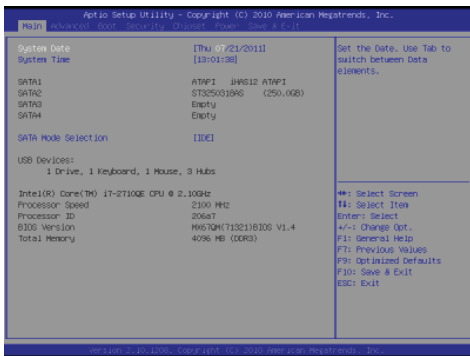 Aptio Setup Utility - Copyright (C) 2010 American Megatrends, Inc.
Main Advanced Boot Security Chipset Power Save & Exit
System Date [Thu 07/21/2011]
System Time [13:01:38]
SATA1 ATAPI iHAS12 ATAPI
SATA2 ST3250318AS (250.0GB)
SATA3 Empty
SATA4 Empty
SATA Mode Selection [IDE]
USB Devices:
1 Drive, 1 Keyboard, 1 Mouse, 3 Hubs
Intel(R) Core(TM) i7-2710QE CPU @ 2.10GHz
Processor Speed 2100 MHz
Processor ID 206a7
BIOS Version MX67QM(71321)BIOS V1.4
Total Memory 4096 MB (DDR3)
Set the Date. Use Tab to
switch between Data
elements.
: Select Screen
: Select Item
Enter: Select
+/-: Change Opt.
F1: General Help
F7: Previous Values
F9: Optimized Defaults
F10: Save & Exit
ESC: Exit
Version 2.10.1208. Copyright (C) 2010 American Megatrends, Inc.